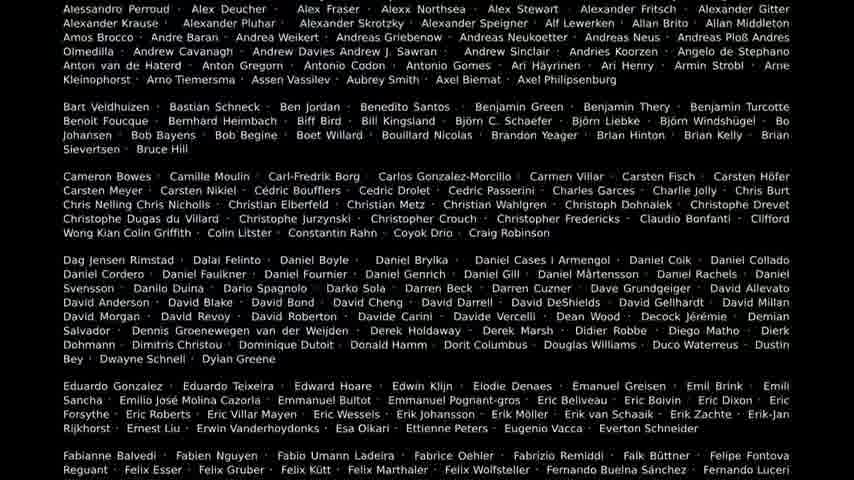 Alessandro Perroud · Alex Deucher · Alex Fraser · Alexx Northsea · Alex Stewart · Alexander Fritsch · Alexander Gitter
Alexander Krause · Alexander Pluhar · Alexander Skrotzky · Alexander Speigner · Alf Lewerken · Allan Brito · Allan Middleton
Amos Brocco · Andre Baran · Andrea Weikert · Andreas Griebenow · Andreas Neukoetter · Andreas Neus · Andreas Ploß Andres
Olmedilla · Andrew Cavanagh · Andrew Davies Andrew J. Sawran · Andrew Sinclair · Andries Koorzen · Angelo de Stephano
Anton van de Haterd · Anton Gregorn · Antonio Codon · Antonio Gomes · Ari Häyrinen · Ari Henry · Armin Strobl · Arne
Kleinophorst · Arno Tiemersma · Assen Vassilev · Aubrey Smith · Axel Biernat · Axel Philipsenburg
Bart Veldhuizen · Bastian Schneck · Ben Jordan · Benedito Santos · Benjamin Green · Benjamin Thery · Benjamin Turcotte
Benoit Foucque · Bernhard Heimbach · Biff Bird · Bill Kingsland · Björn C. Schaefer · Björn Liebke · Björn Windshügel · Bo
Johansen · Bob Bayens · Bob Begine · Boet Willard · Bouillard Nicolas · Brandon Yeager · Brian Hinton · Brian Kelly · Brian
Sievertsen · Bruce Hill
Cameron Bowes · Camille Moulin · Carl-Fredrik Borg · Carlos Gonzalez-Morcillo · Carmen Villar · Carsten Fisch · Carsten Höfer
Carsten Meyer · Carsten Nikiel · Cédric Boufflers · Cedric Drolet · Cedric Passerini · Charles Garces · Charlie Jolly · Chris Burt
Chris Nelling Chris Nicholls · Christian Elberfeld · Christian Metz · Christian Wahlgren · Christoph Dohnalek · Christophe Drevet
Christophe Dugas du Villard · Christophe Jurzynski · Christopher Crouch · Christopher Fredericks · Claudio Bonfanti · Clifford
Wong Kian Colin Griffith · Colin Litster · Constantin Rahn · Coyok Drio · Craig Robinson
Dag Jensen Rimstad · Dalai Felinto · Daniel Boyle · Daniel Brylka · Daniel Cases i Armengol · Daniel Coik · Daniel Collado
Daniel Cordero · Daniel Faulkner · Daniel Fournier · Daniel Genrich · Daniel Gill · Daniel Mårtensson · Daniel Rachels · Daniel
Svensson · Danilo Duina · Dario Spagnolo · Darko Sola · Darren Beck · Darren Cuzner · Dave Grundgeiger · David Allevato
David Anderson · David Blake · David Bond · David Cheng · David Darrell · David DeShields · David Gellhardt · David Millan
David Morgan · David Revoy · David Roberton · Davide Carini · Davide Vercelli · Dean Wood · Decock Jérémie · Demian
Salvador · Dennis Groenewegen van der Weijden · Derek Holdaway · Derek Marsh · Didier Robbe · Diego Matho · Dierk
Dohmann · Dimitris Christou · Dominique Dutoit · Donald Hamm · Dorit Columbus · Douglas Williams · Duco Waterreus · Dustin
Bey · Dwayne Schnell · Dylan Greene
Eduardo Gonzalez · Eduardo Teixeira · Edward Hoare · Edwin Klijn · Elodie Denaes · Emanuel Greisen · Emil Brink · Emili
Sancha · Emilio José Molina Cazorla · Emmanuel Bultot · Emmanuel Pognant-gros · Eric Beliveau · Eric Boivin · Eric Dixon · Eric
Forsythe · Eric Roberts · Eric Villar Mayen · Eric Wessels · Erik Johansson · Erik Möller · Erik van Schaaik · Erik Zachte · Erik-Jan
Rijkhorst · Ernest Liu · Erwin Vanderhoydonks · Esa Oikari · Ettienne Peters · Eugenio Vacca · Everton Schneider
Fabianne Balvedi · Fabien Nguyen · Fabio Umann Ladeira · Fabrice Oehler · Fabrizio Remiddi · Falk Büttner · Felipe Fontova
Reguant · Felix Esser · Felix Gruber · Felix Kütt · Felix Marthaler · Felix Wolfsteller · Fernando Buelna Sánchez · Fernando Luceri